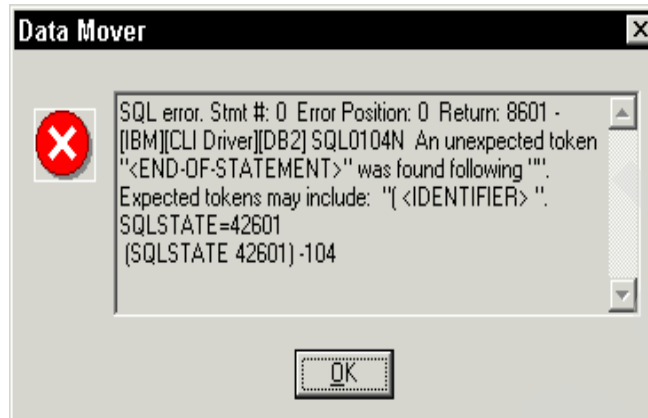 Data Mover
SQL error. Stmt #: 0 Error Position: 0 Return: 8601 -
[IBM][CLI Driver][DB2] SQL0104N An unexpected token
"<END-OF-STATEMENT>" was found following "".
Expected tokens may include: "( <IDENTIFIER> ".
SQLSTATE=42601
(SQLSTATE 42601) -104
OK